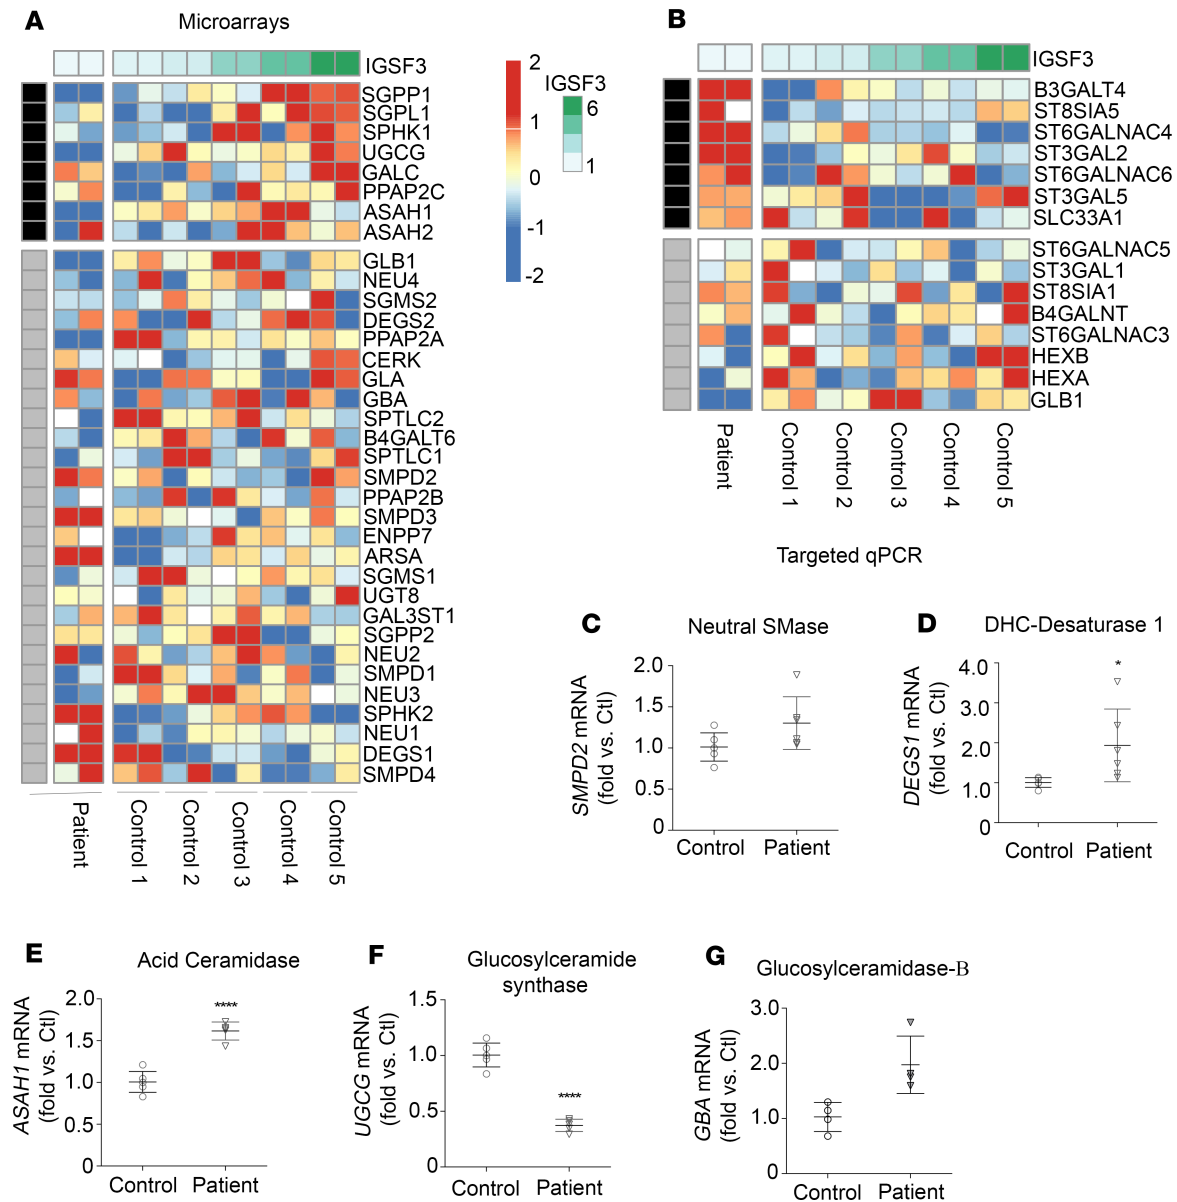 A
Microarrays
IGSF3
SGPP1
SGPL1
SPHK1
UGCG
GALC
PPAP2C
ASAH1
ASAH2
GLB1
NEU4
SGMS2
DEGS2
PPAP2A
CERK
GLA
GBA
SPTLC2
B4GALT6
SPTLC1
SMPD2
PPAP2B
SMPD3
ENPP7
ARSA
SGMS1
UGT8
GAL3ST1
SGPP2
NEU2
SMPD1
NEU3
SPHK2
NEU1
DEGS1
SMPD4
Patient
Control 1
Control 2
Control 3
Control 4
Control 5
2
1
0
-1
-2
IGSF3
6
1
B
IGSF3
B3GALT4
ST8SIA5
ST6GALNAC4
ST3GAL2
ST6GALNAC6
ST3GAL5
SLC33A1
ST6GALNAC5
ST3GAL1
ST8SIA1
B4GALNT
ST6GALNAC3
HEXB
HEXA
GLB1
Patient
Control 1
Control 2
Control 3
Control 4
Control 5
Targeted qPCR
C
Neutral SMase
SMPD2 mRNA
(fold vs. Ctl)
2.0
1.5
1.0
0.5
0
Control
Patient
D
DHC-Desaturase 1
DEGS1 mRNA
(fold vs. Ctl)
4.0
3.0
2.0
1.0
0
*
Control
Patient
E
Acid Ceramidase
ASAH1 mRNA
(fold vs. Ctl)
2.0
1.5
1.0
0.5
0
****
Control
Patient
F
Glucosylceramide
synthase
UGCG mRNA
(fold vs. Ctl)
1.5
1.0
0.5
0
****
Control
Patient
G
Glucosylceramidase-B
GBA mRNA
(fold vs. Ctl)
3.0
2.0
1.0
0
Control
Patient